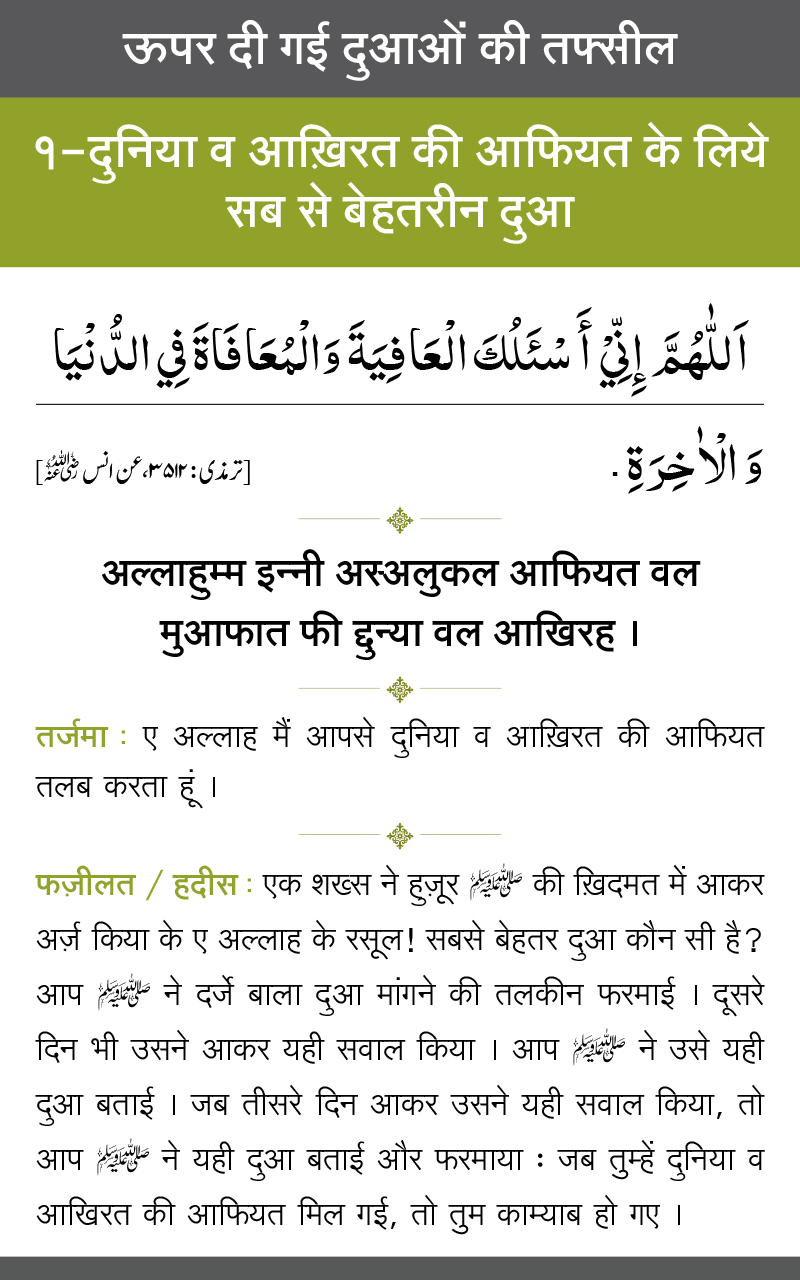 ऊपर दी गई दुआओं की तफ्सील
१-दुनिया व आख़िरत की आफियत के लिये
सब से बेहतरीन दुआ
اَللّٰهُمَّ إِنِّيْ أَسْئَلُكَ الْعَافِيَةَ وَالْمُعَافَاةَ فِي الدُّنْيَا
وَالْاٰخِرَةِ .
[ترمذی: ۳۵۱۲، عن انس رضی اللہ عنہ]
अल्लाहुम्म इन्नी अस्अलुकल आफियत वल
मुआफात फी द्दुन्या वल आखिरह ।
तर्जमा : ए अल्लाह मैं आपसे दुनिया व आख़िरत की आफियत
तलब करता हूं ।
फज़ीलत / हदीस : एक शख्स ने हुज़ूर ﷺ की ख़िदमत में आकर
अर्ज़ किया के ए अल्लाह के रसूल! सबसे बेहतर दुआ कौन सी है?
आप ﷺ ने दर्जे बाला दुआ मांगने की तलकीन फरमाई । दूसरे
दिन भी उसने आकर यही सवाल किया । आप ﷺ ने उसे यही
दुआ बताई । जब तीसरे दिन आकर उसने यही सवाल किया, तो
आप ﷺ ने यही दुआ बताई और फरमाया : जब तुम्हें दुनिया व
आखिरत की आफियत मिल गई, तो तुम काम्याब हो गए ।